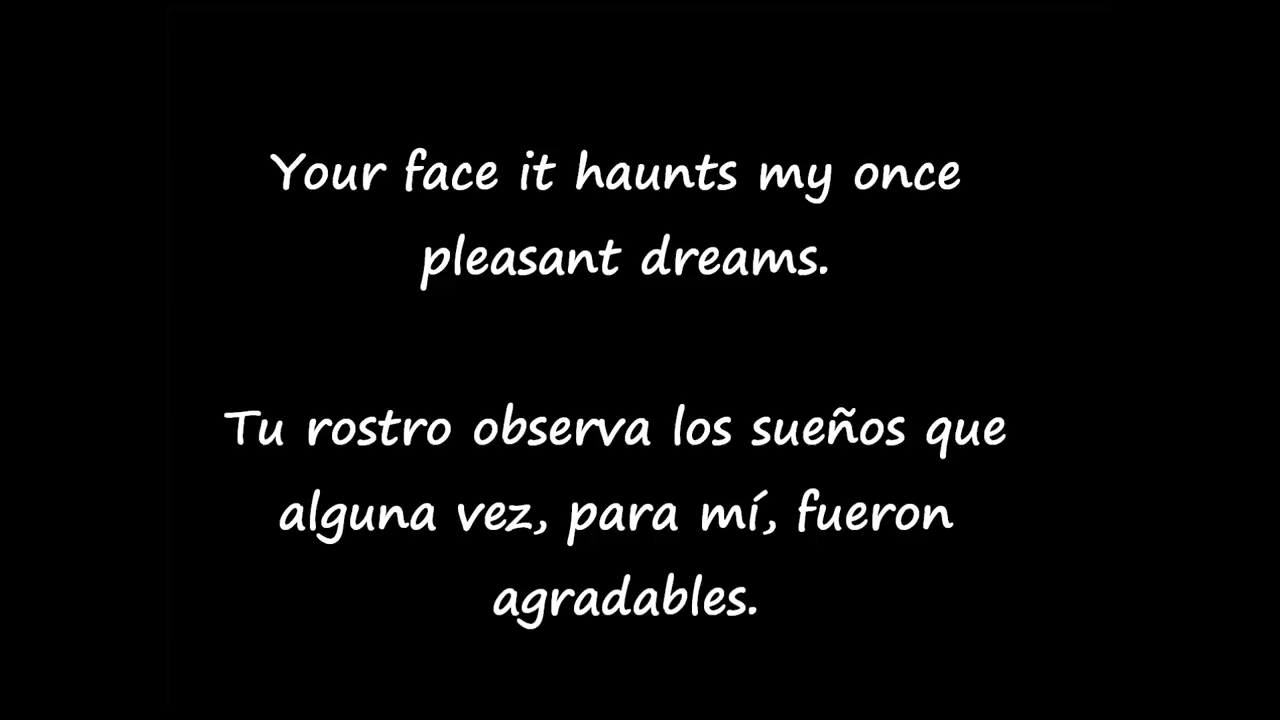 Your face it haunts my once
pleasant dreams.
Tu rostro observa los sueños que
alguna vez, para mí, fueron
agradables.